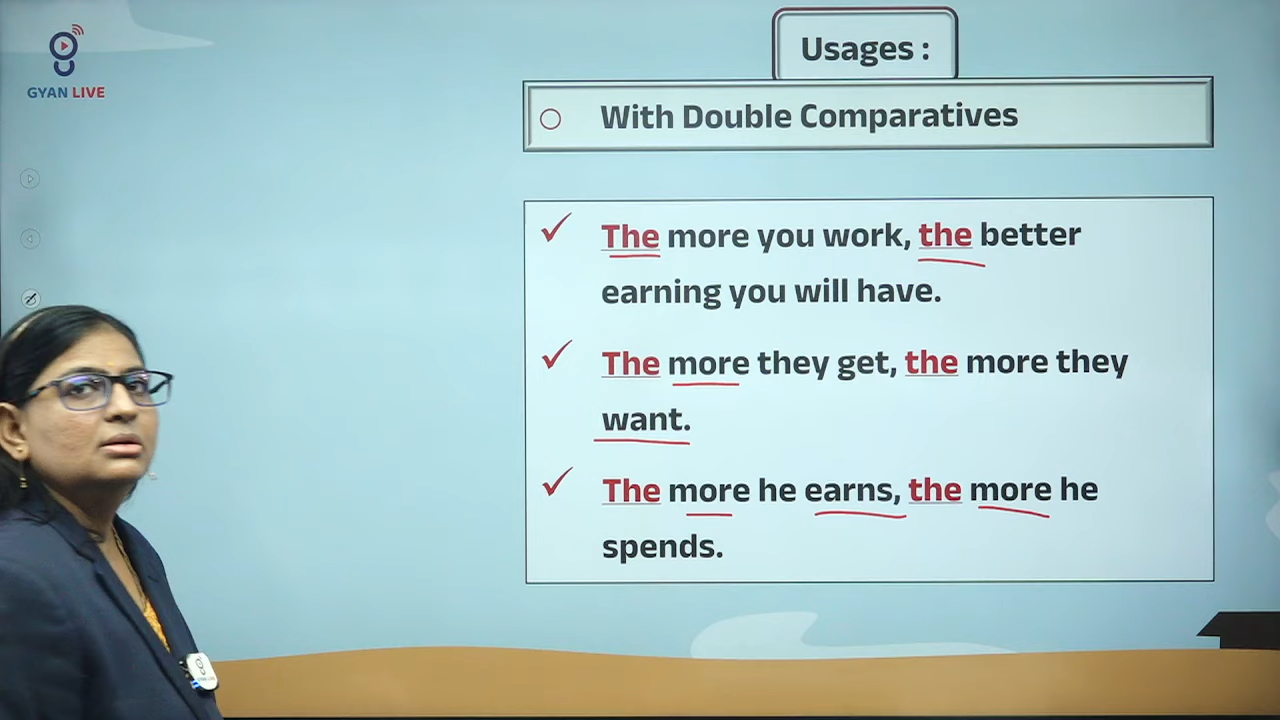 GYAN LIVE
Usages :
With Double Comparatives
The more you work, the better
earning you will have.
The more they get, the more they
want.
The more he earns, the more he
spends.